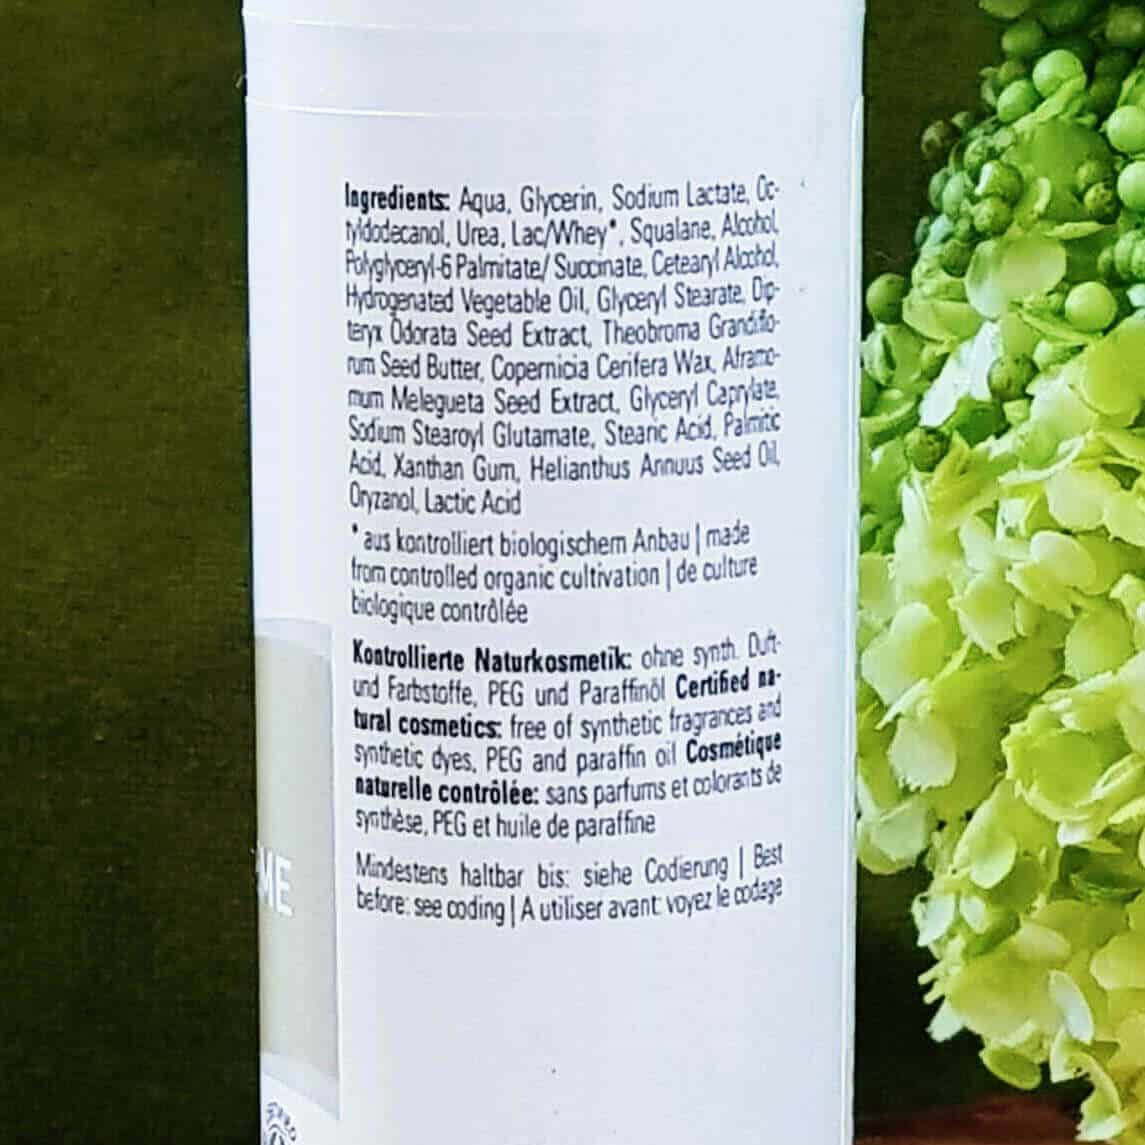 Ingredients: Aqua, Glycerin, Sodium Lactate, Oc-
tyldodecanol, Urea, Lac/Whey*, Squalane, Alcohol,
Polyglyceryl-6 Palmitate/ Succinate, Cetearyl Alcohol,
Hydrogenated Vegetable Oil, Glyceryl Stearate, Dip-
teryx Odorata Seed Extract, Theobroma Grandiflo-
rum Seed Butter, Copernicia Cerifera Wax, Aframo-
mum Melegueta Seed Extract, Glyceryl Caprylate,
Sodium Stearoyl Glutamate, Stearic Acid, Palmitic
Acid, Xanthan Gum, Helianthus Annuus Seed Oil,
Oryzanol, Lactic Acid
* aus kontrolliert biologischem Anbau | made
from controlled organic cultivation | de culture
biologique contrôlée
Kontrollierte Naturkosmetik: ohne synth. Duft-
und Farbstoffe, PEG und Paraffinöl Certified na-
tural cosmetics: free of synthetic fragrances and
synthetic dyes, PEG and paraffin oil Cosmétique
naturelle contrôlée: sans parfums et colorants de
synthèse, PEG et huile de paraffine
Mindestens haltbar bis: siehe Codierung | Best
before: see coding | A utiliser avant: voyez le codage
ME